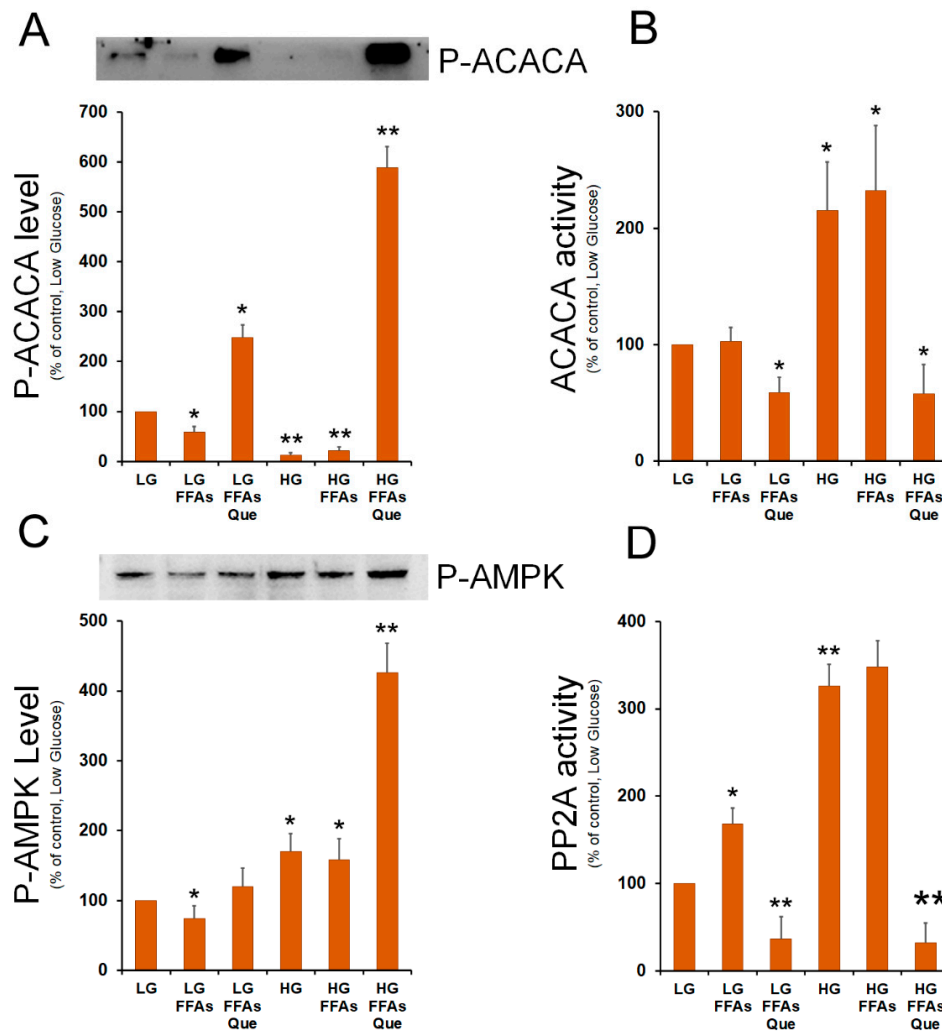 A
P-ACACA
P-ACACA level
(% of control, Low Glucose)
700
600
500
400
300
200
100
0
*
*
**
**
**
LG
LG FFAs
LG FFAs Que
HG
HG FFAs
HG FFAs Que
B
ACACA activity
(% of control, Low Glucose)
300
200
100
0
*
*
*
*
LG
LG FFAs
LG FFAs Que
HG
HG FFAs
HG FFAs Que
C
P-AMPK
P-AMPK Level
(% of control, Low Glucose)
500
400
300
200
100
0
*
*
*
**
LG
LG FFAs
LG FFAs Que
HG
HG FFAs
HG FFAs Que
D
PP2A activity
(% of control, Low Glucose)
400
300
200
100
0
*
**
**
**
LG
LG FFAs
LG FFAs Que
HG
HG FFAs
HG FFAs Que